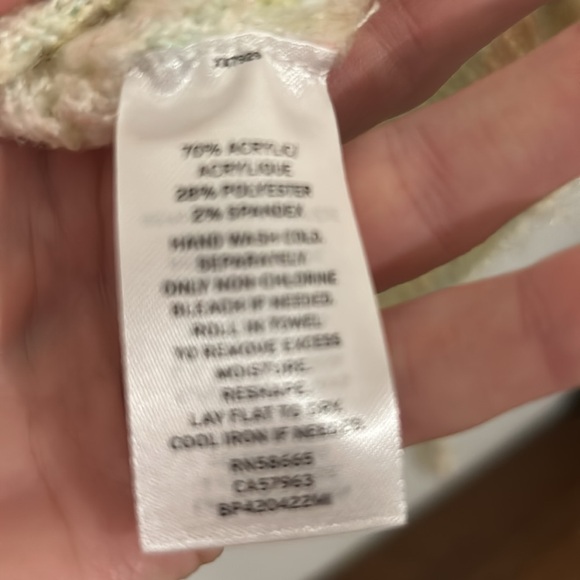 70% ACRYLIC/
ACRYLIQUE
28% POLYESTER
2% SPANDEX
HAND WASH COLD,
SEPARATELY.
ONLY NON-CHLORINE
BLEACH IF NEEDED.
ROLL IN TOWEL
TO REMOVE EXCESS
MOISTURE.
RESHAPE.
LAY FLAT TO DRY.
COOL IRON IF NEEDED.
RN58665
CA57963